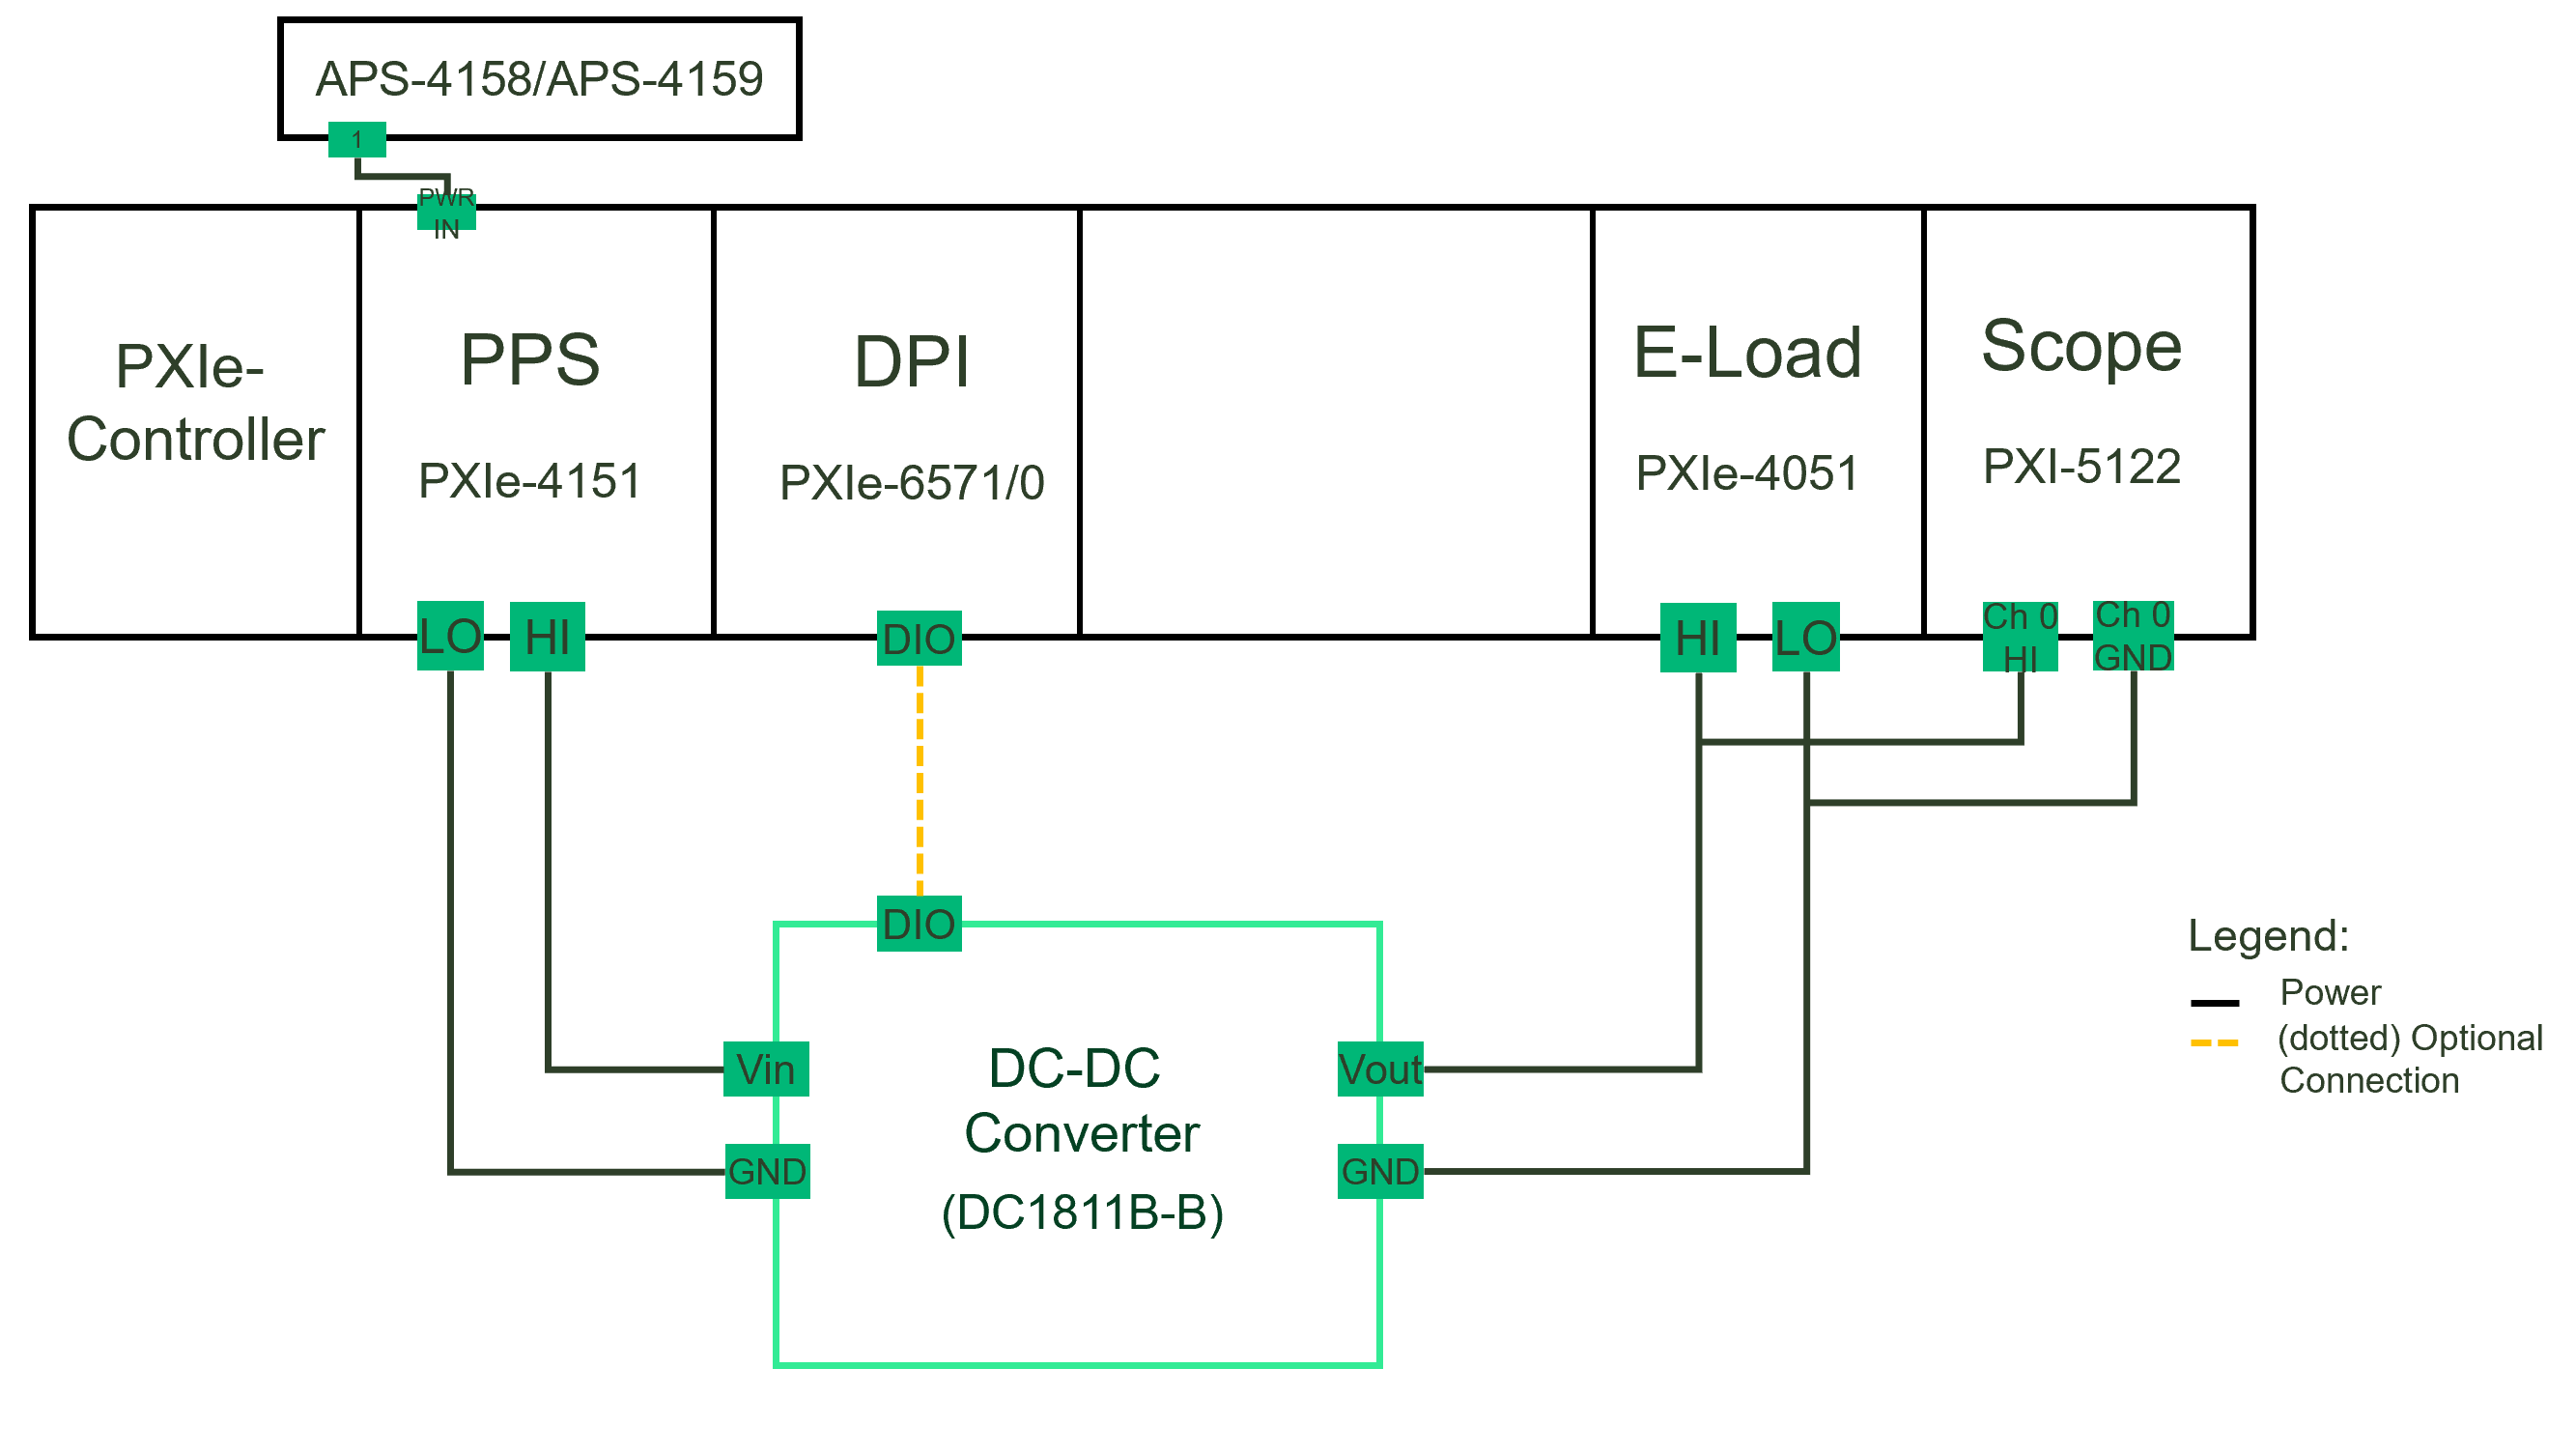 APS-4158/APS-4159
1
PWR
IN
PXIe-
Controller
PPS
PXIe-4151
DPI
PXIe-6571/0
E-Load
PXIe-4051
Scope
PXI-5122
LO
HI
DIO
HI
LO
Ch 0
HI
Ch 0
GND
DIO
Vin
GND
DC-DC
Converter
(DC1811B-B)
Vout
GND
Legend:
Power
(dotted) Optional
Connection